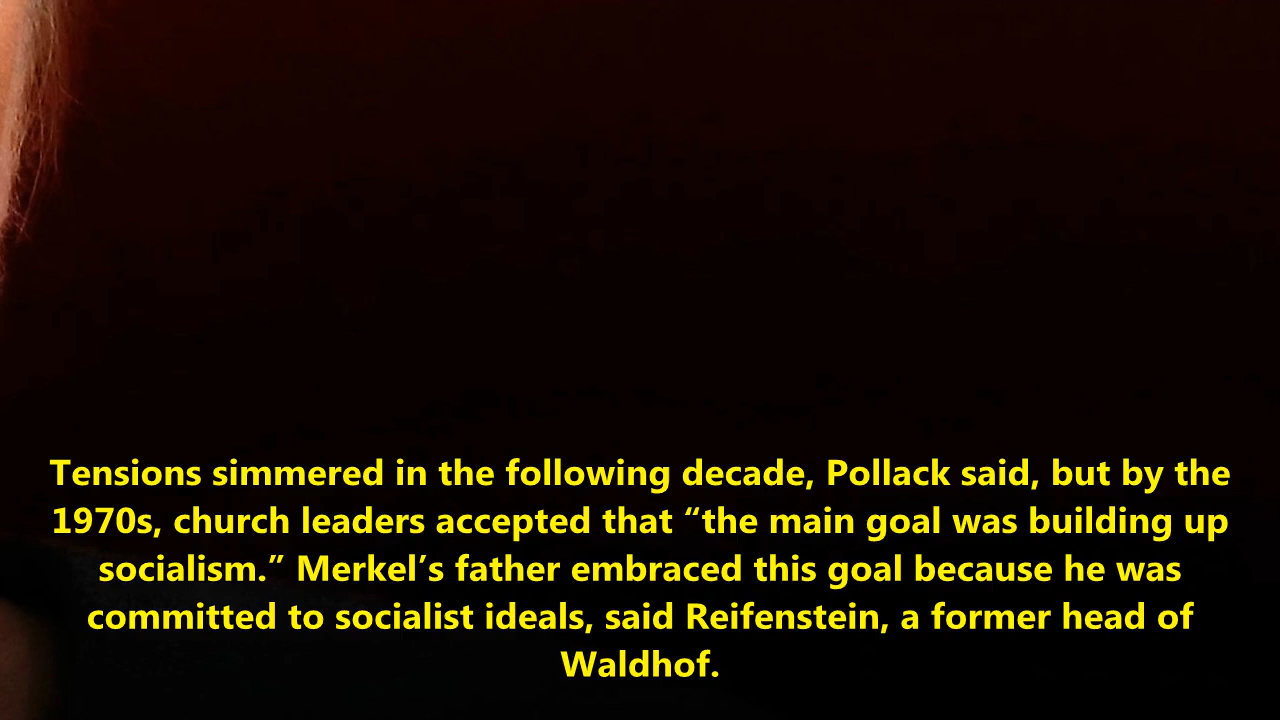 Tensions simmered in the following decade, Pollack said, but by the
1970s, church leaders accepted that “the main goal was building up
socialism.” Merkel’s father embraced this goal because he was
committed to socialist ideals, said Reifenstein, a former head of
Waldhof.